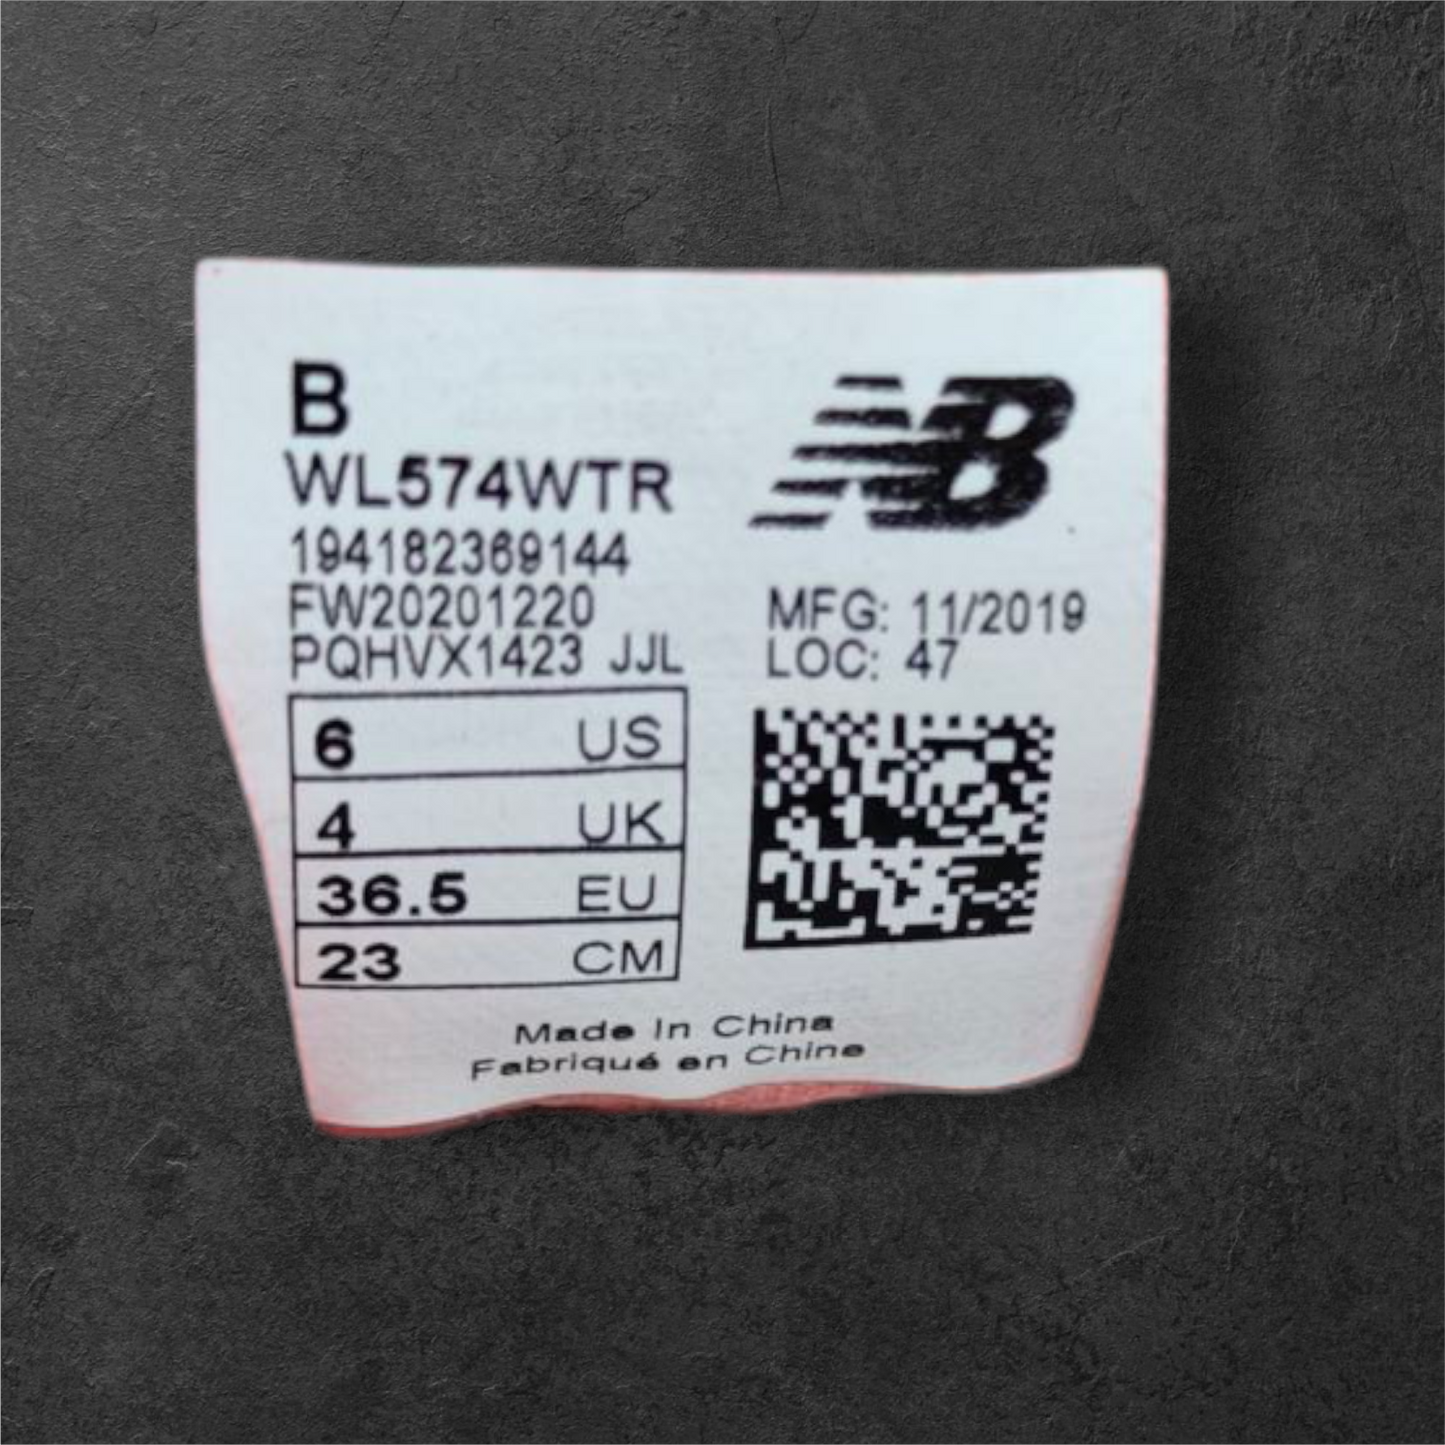 B
NB
WL574WTR
194182369144
FW20201220
PQHVX1423 JJL
MFG: 11/2019
LOC: 47
6 US
4 UK
36.5 EU
23 CM
Made In China
Fabriqué en Chine